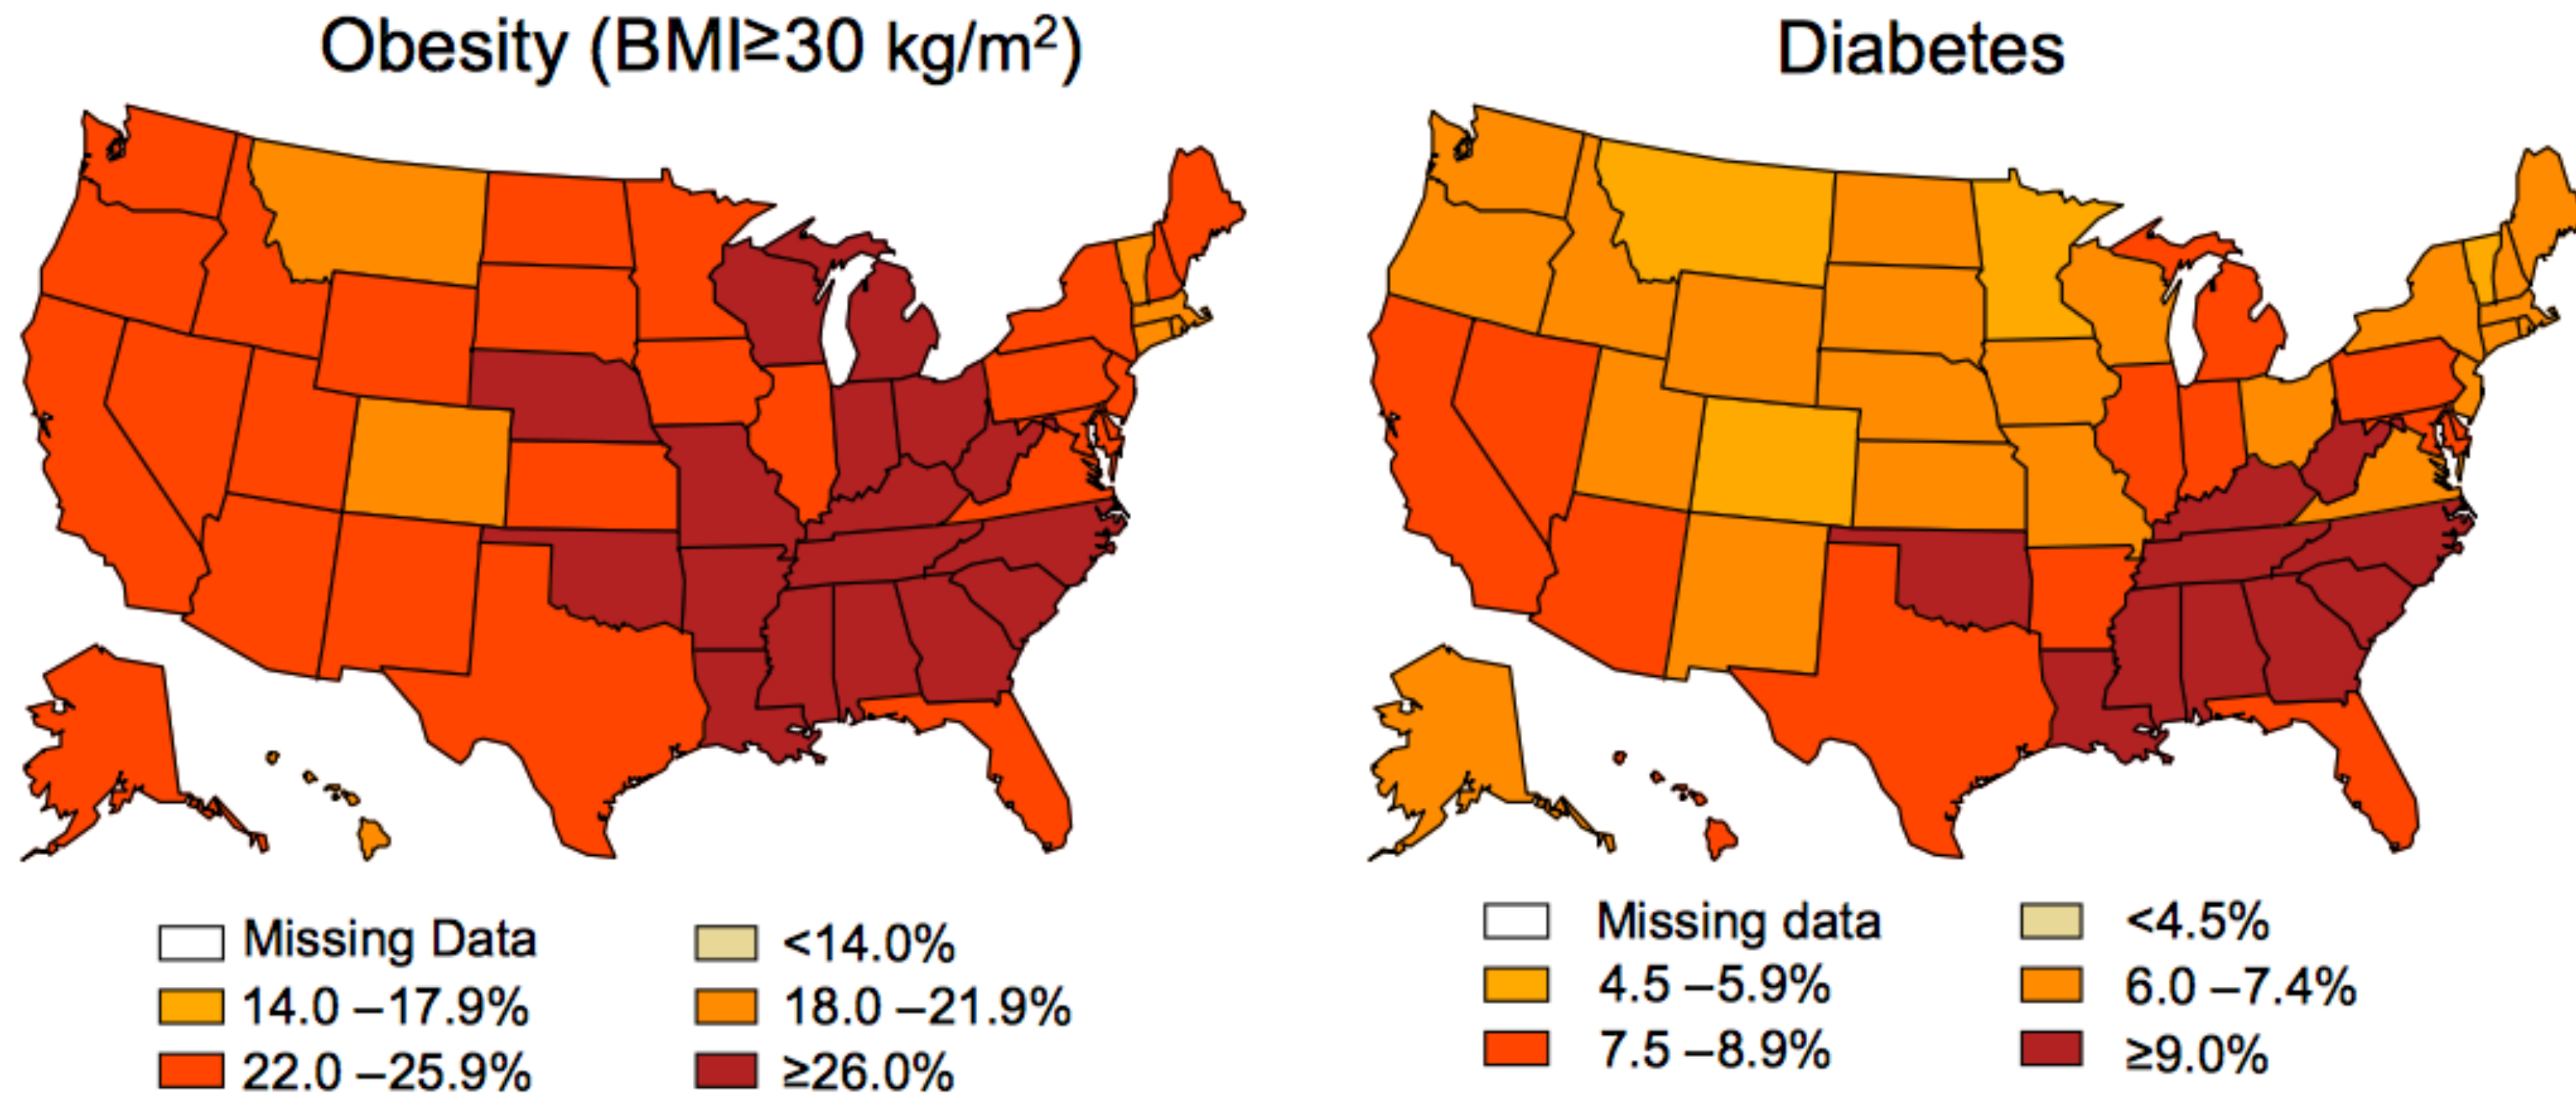 Obesity (BMI≥30 kg/m²)
Diabetes
Missing Data
<14.0%
14.0 –17.9%
18.0 –21.9%
22.0 –25.9%
≥26.0%
Missing data
<4.5%
4.5 –5.9%
6.0 –7.4%
7.5 –8.9%
≥9.0%